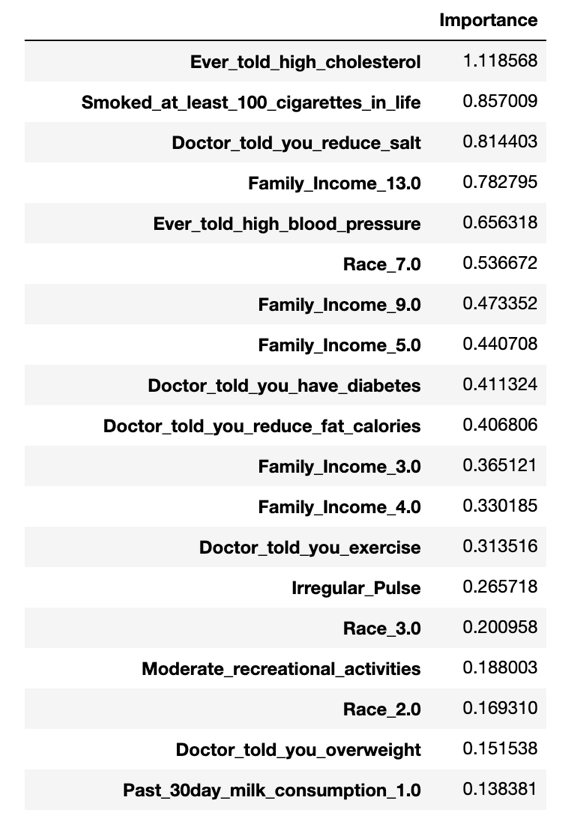 Importance
Ever_told_high_cholesterol 1.118568
Smoked_at_least_100_cigarettes_in_life 0.857009
Doctor_told_you_reduce_salt 0.814403
Family_Income_13.0 0.782795
Ever_told_high_blood_pressure 0.656318
Race_7.0 0.536672
Family_Income_9.0 0.473352
Family_Income_5.0 0.440708
Doctor_told_you_have_diabetes 0.411324
Doctor_told_you_reduce_fat_calories 0.406806
Family_Income_3.0 0.365121
Family_Income_4.0 0.330185
Doctor_told_you_exercise 0.313516
Irregular_Pulse 0.265718
Race_3.0 0.200958
Moderate_recreational_activities 0.188003
Race_2.0 0.169310
Doctor_told_you_overweight 0.151538
Past_30day_milk_consumption_1.0 0.138381